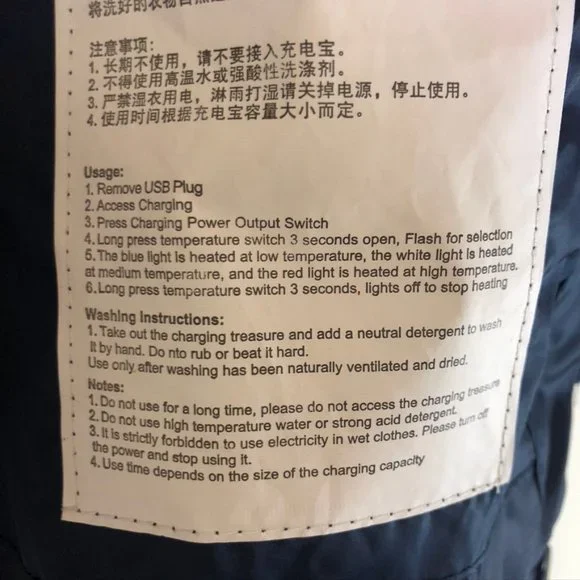 将洗好的衣物自然
注意事项:
1. 长期不使用，请不要接入充电宝。
2. 不得使用高温水或强酸性洗涤剂。
3. 严禁湿衣用电，淋雨打湿请关掉电源，停止使用。
4. 使用时间根据充电宝容量大小而定。
Usage:
1. Remove USB Plug
2. Access Charging
3. Press Charging Power Output Switch
4. Long press temperature switch 3 seconds open, Flash for selection
5. The blue light is heated at low temperature, the white light is heated
at medium temperature, and the red light is heated at high temperature.
6. Long press temperature switch 3 seconds, lights off to stop heating
Washing Instructions:
1. Take out the charging treasure and add a neutral detergent to wash
It by hand. Do nto rub or beat it hard.
Use only after washing has been naturally ventilated and dried.
Notes:
1. Do not use for a long time, please do not access the charging treasure
2. Do not use high temperature water or strong acid detergent.
3. It is strictly forbidden to use electricity in wet clothes. Please turn off
the power and stop using it.
4. Use time depends on the size of the charging capacity